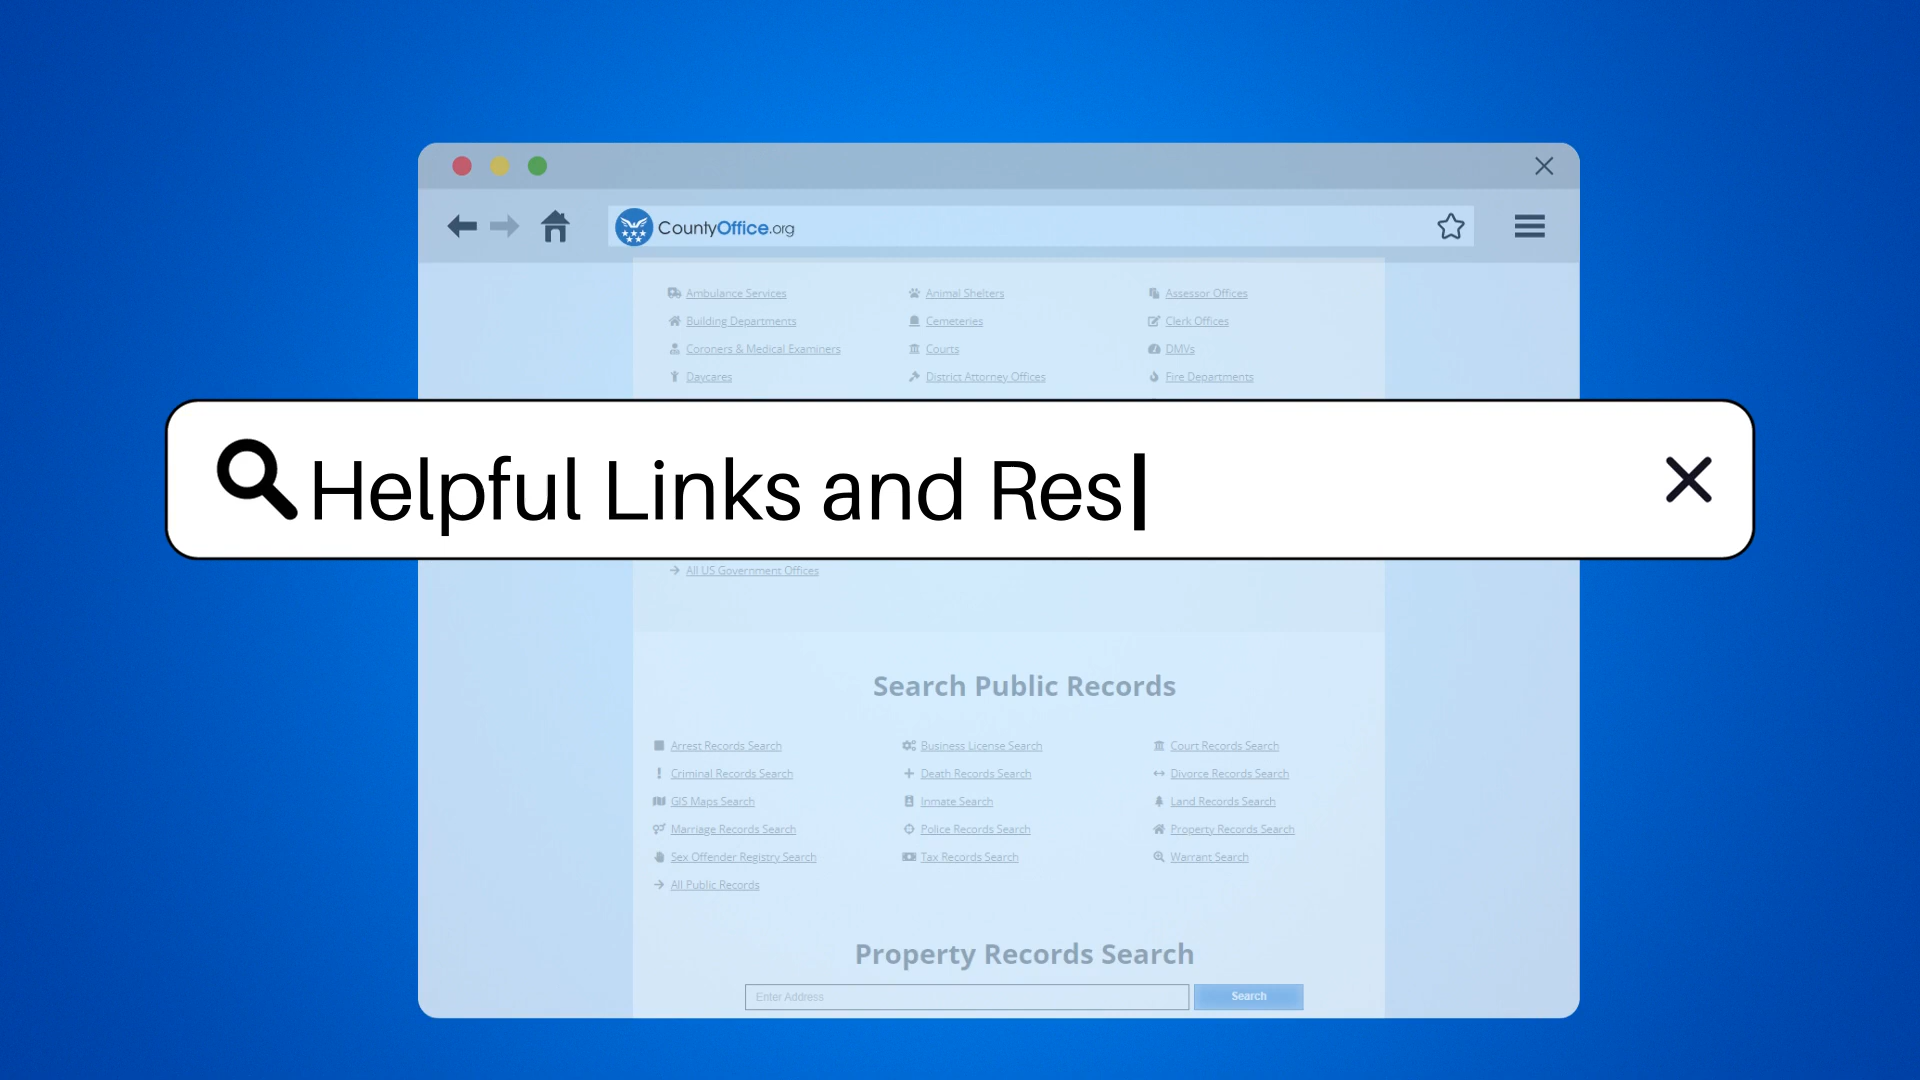 CountyOffice.org
Ambulance Services Animal Shelters Assessor Offices
Building Departments Cemeteries Clerk Offices
Coroners & Medical Examiners Courts DMVs
Daycares District Attorney Offices Fire Departments
Helpful Links and Res
All US Government Offices
Search Public Records
Arrest Records Search Business License Search Court Records Search
Criminal Records Search Death Records Search Divorce Records Search
GIS Maps Search Inmate Search Land Records Search
Marriage Records Search Police Records Search Property Records Search
Sex Offender Registry Search Tax Records Search Warrant Search
All Public Records
Property Records Search
Enter Address Search